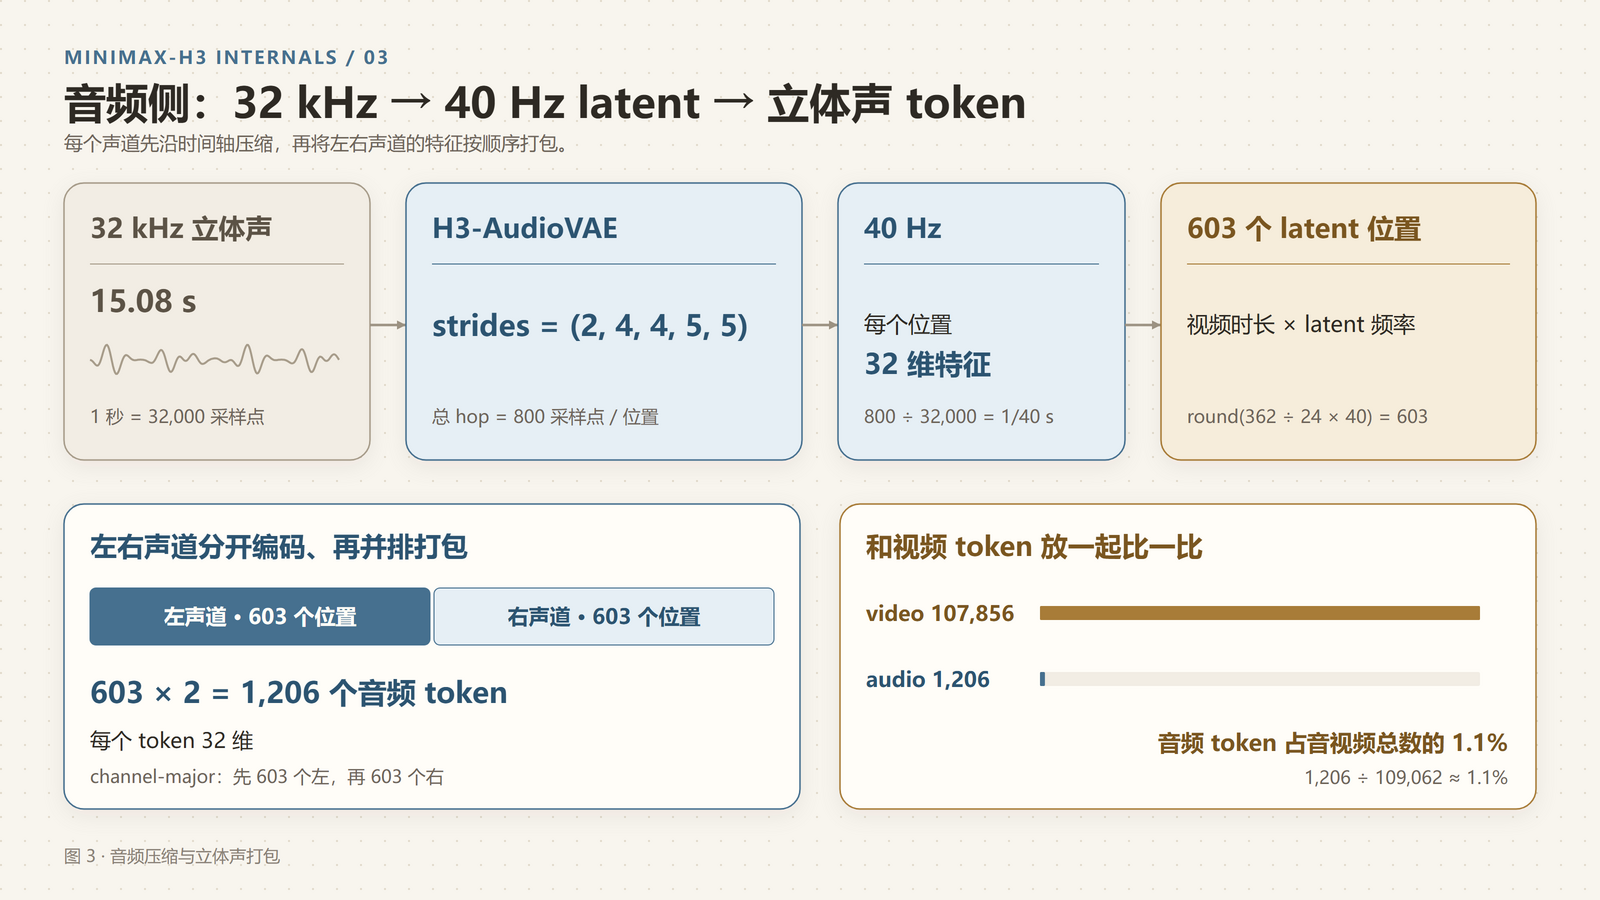 MINIMAX-H3 INTERNALS / 03
音频侧：32 kHz → 40 Hz latent → 立体声 token
每个声道先沿时间轴压缩，再将左右声道的特征按顺序打包。
32 kHz 立体声
15.08 s
1 秒 = 32,000 采样点
H3-AudioVAE
strides = (2, 4, 4, 5, 5)
总 hop = 800 采样点 / 位置
40 Hz
每个位置
32 维特征
800 ÷ 32,000 = 1/40 s
603 个 latent 位置
视频时长 × latent 频率
round(362 ÷ 24 × 40) = 603
左右声道分开编码、再并排打包
左声道 • 603 个位置
右声道 • 603 个位置
603 × 2 = 1,206 个音频 token
每个 token 32 维
channel-major：先 603 个左，再 603 个右
和视频 token 放一起比一比
video 107,856
audio 1,206
音频 token 占音视频总数的 1.1%
1,206 ÷ 109,062 ≈ 1.1%
图 3 · 音频压缩与立体声打包